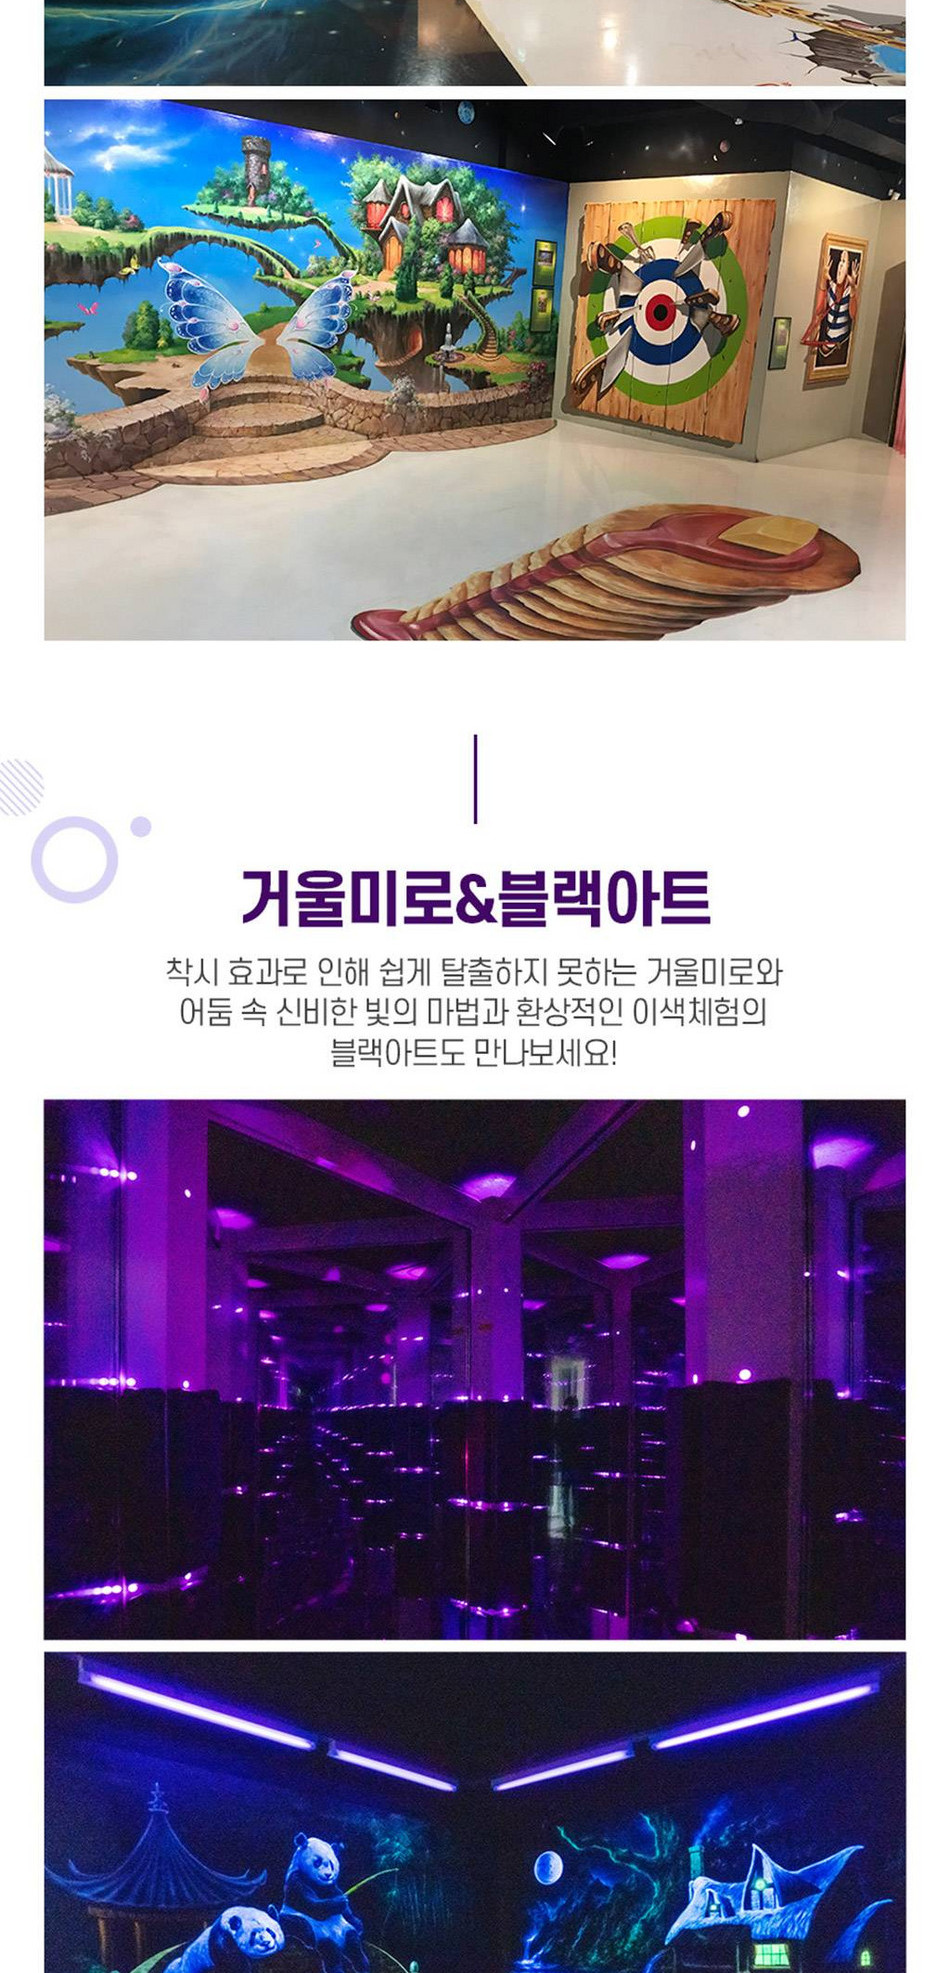 거울미로&블랙아트
착시 효과로 인해 쉽게 탈출하지 못하는 거울미로와
어둠 속 신비한 빛의 마법과 환상적인 이색체험의
블랙아트도 만나보세요!